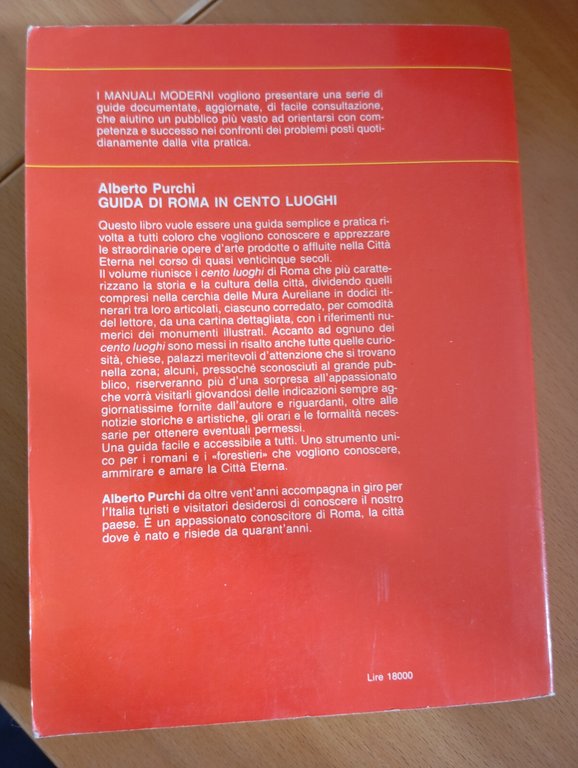 I MANUALI MODERNI vogliono presentare una serie di
guide documentate, aggiornate, di facile consultazione,
che aiutino un pubblico più vasto ad orientarsi con com-
petenza e successo nei confronti dei problemi posti quoti-
dianamente dalla vita pratica.
Alberto Purchi
GUIDA DI ROMA IN CENTO LUOGHI
Questo libro vuole essere una guida semplice e pratica ri-
volta a tutti coloro che vogliono conoscere e apprezzare
le straordinarie opere d'arte prodotte o affluite nella Città
Eterna nel corso di quasi venticinque secoli.
Il volume riunisce i cento luoghi di Roma che più caratte-
rizzano la storia e la cultura della città, dividendo quelli
compresi nella cerchia delle Mura Aureliane in dodici iti-
nerari tra loro articolati, ciascuno corredato, per comodità
del lettore, da una cartina dettagliata, con i riferimenti nu-
merici dei monumenti illustrati. Accanto ad ognuno dei
cento luoghi sono messi in risalto anche tutte quelle curio-
sità, chiese, palazzi meritevoli d'attenzione che si trovano
nella zona; alcuni, pressoché sconosciuti al grande pub-
blico, riserveranno più d'una sorpresa all'appassionato
che vorrà visitarli giovandosi delle indicazioni sempre ag-
giornatissime fornite dall'autore e riguardanti, oltre alle
notizie storiche e artistiche, gli orari e le formalità neces-
sarie per ottenere eventuali permessi.
Una guida facile e accessibile a tutti. Uno strumento uni-
co per i romani e i «forestieri» che vogliono conoscere,
ammirare e amare la Città Eterna.
Alberto Purchi da oltre vent'anni accompagna in giro per
l'Italia turisti e visitatori desiderosi di conoscere il nostro
paese. È un appassionato conoscitore di Roma, la città
dove è nato e risiede da quarant'anni.
Lire 18000